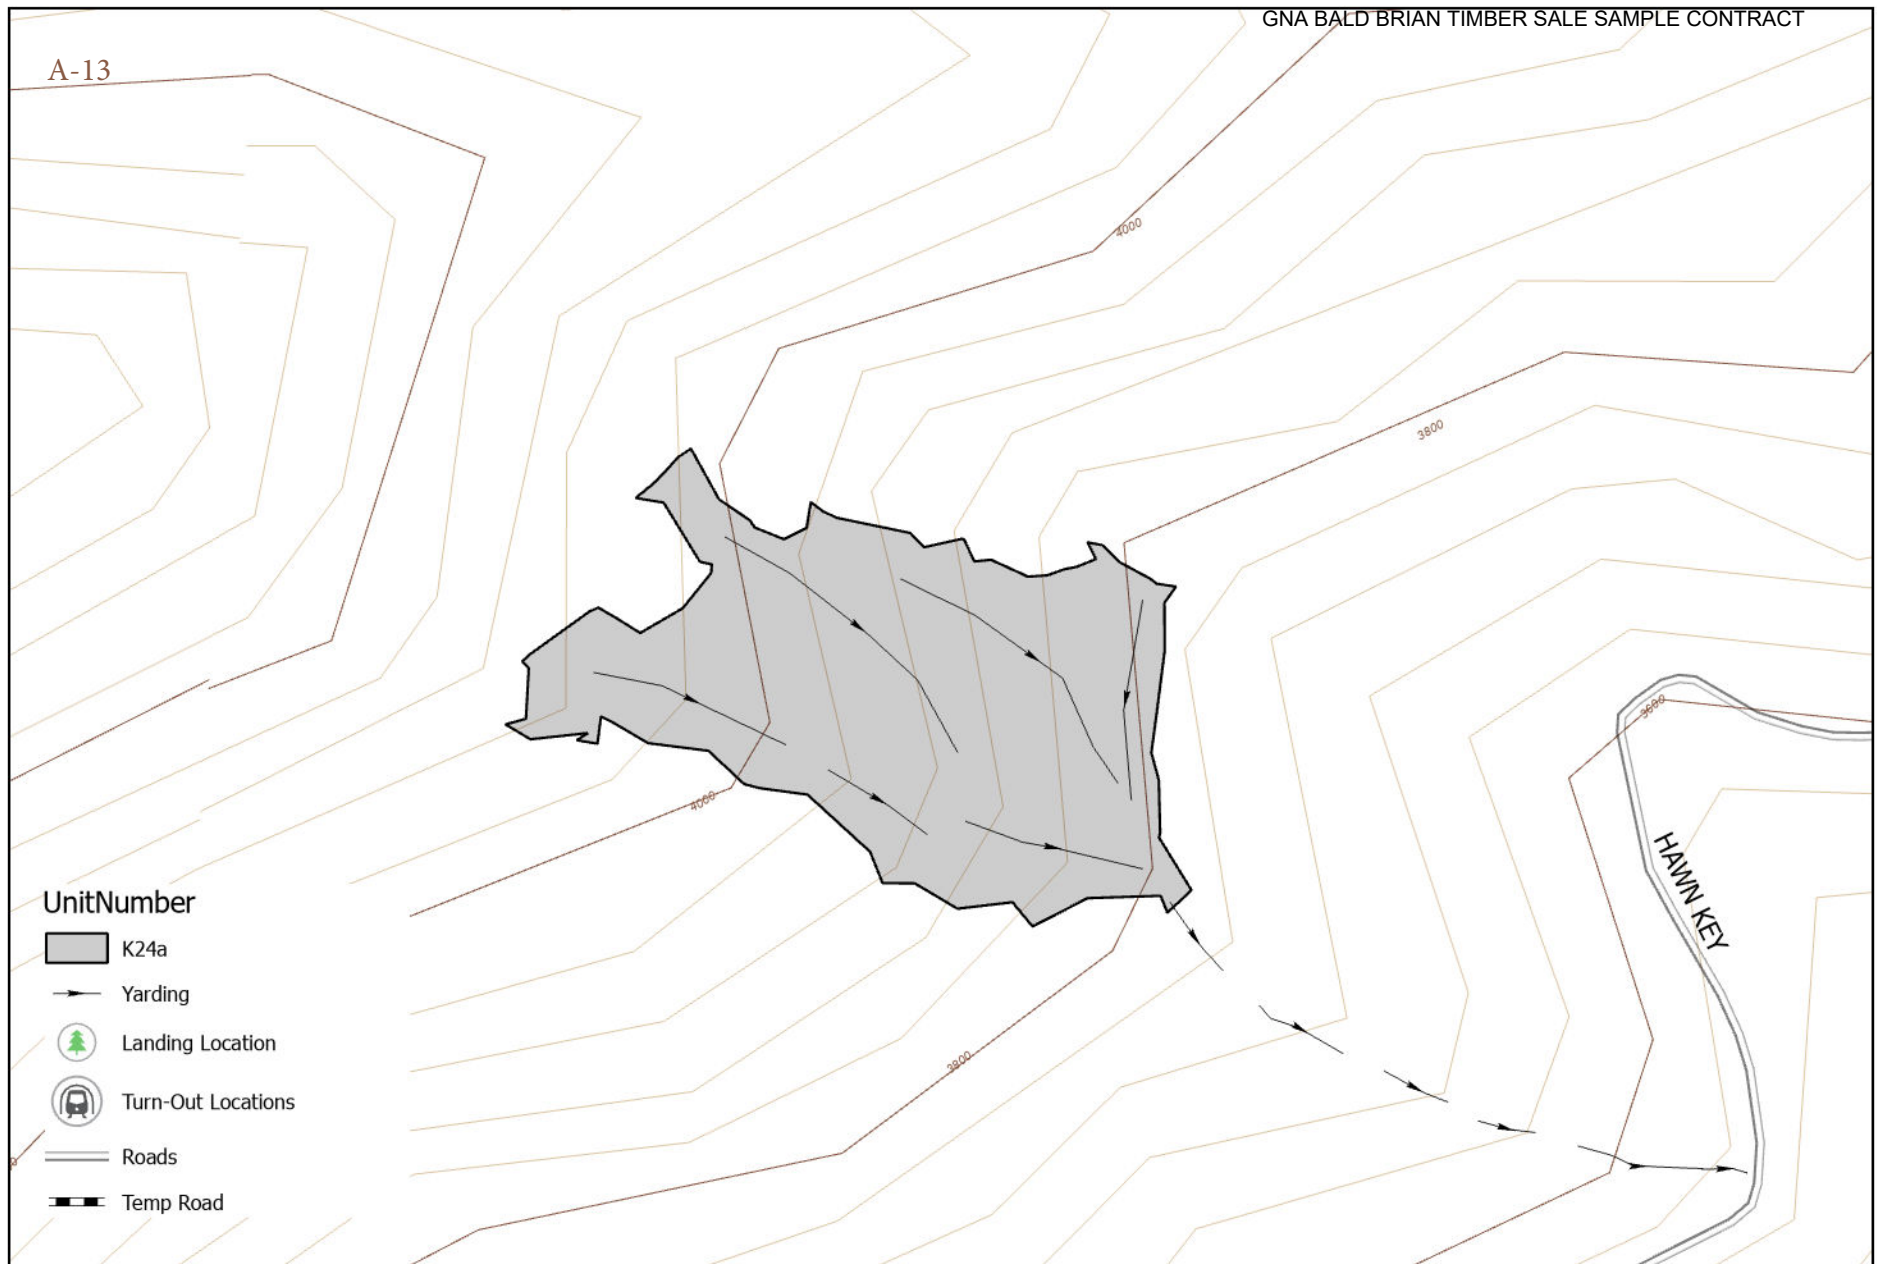 GNA BALD BRIAN TIMBER SALE SAMPLE CONTRACT
A-13
4000
3800
3600
4000
HAWN KEY
3800
UnitNumber
K24a
Yarding
Landing Location
Turn-Out Locations
Roads
Temp Road